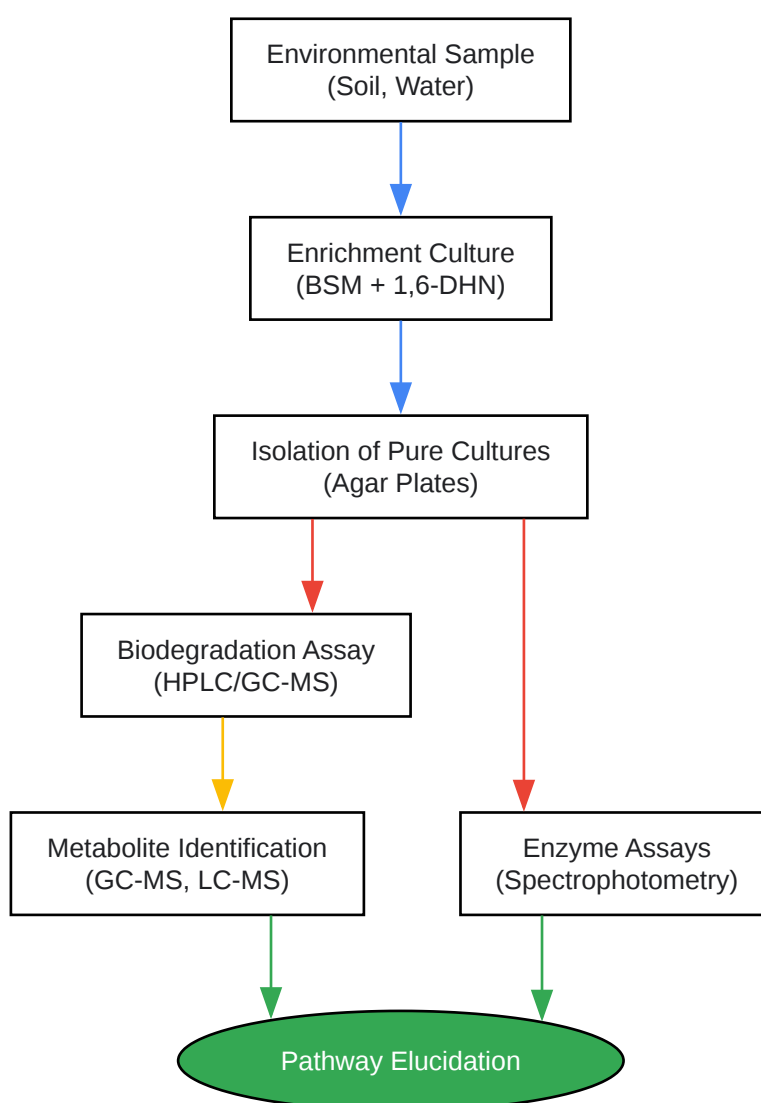 Environmental Sample
(Soil, Water)
Enrichment Culture
(BSM + 1,6-DHN)
Isolation of Pure Cultures
(Agar Plates)
Biodegradation Assay
(HPLC/GC-MS)
Metabolite Identification
(GC-MS, LC-MS)
Enzyme Assays
(Spectrophotometry)
Pathway Elucidation